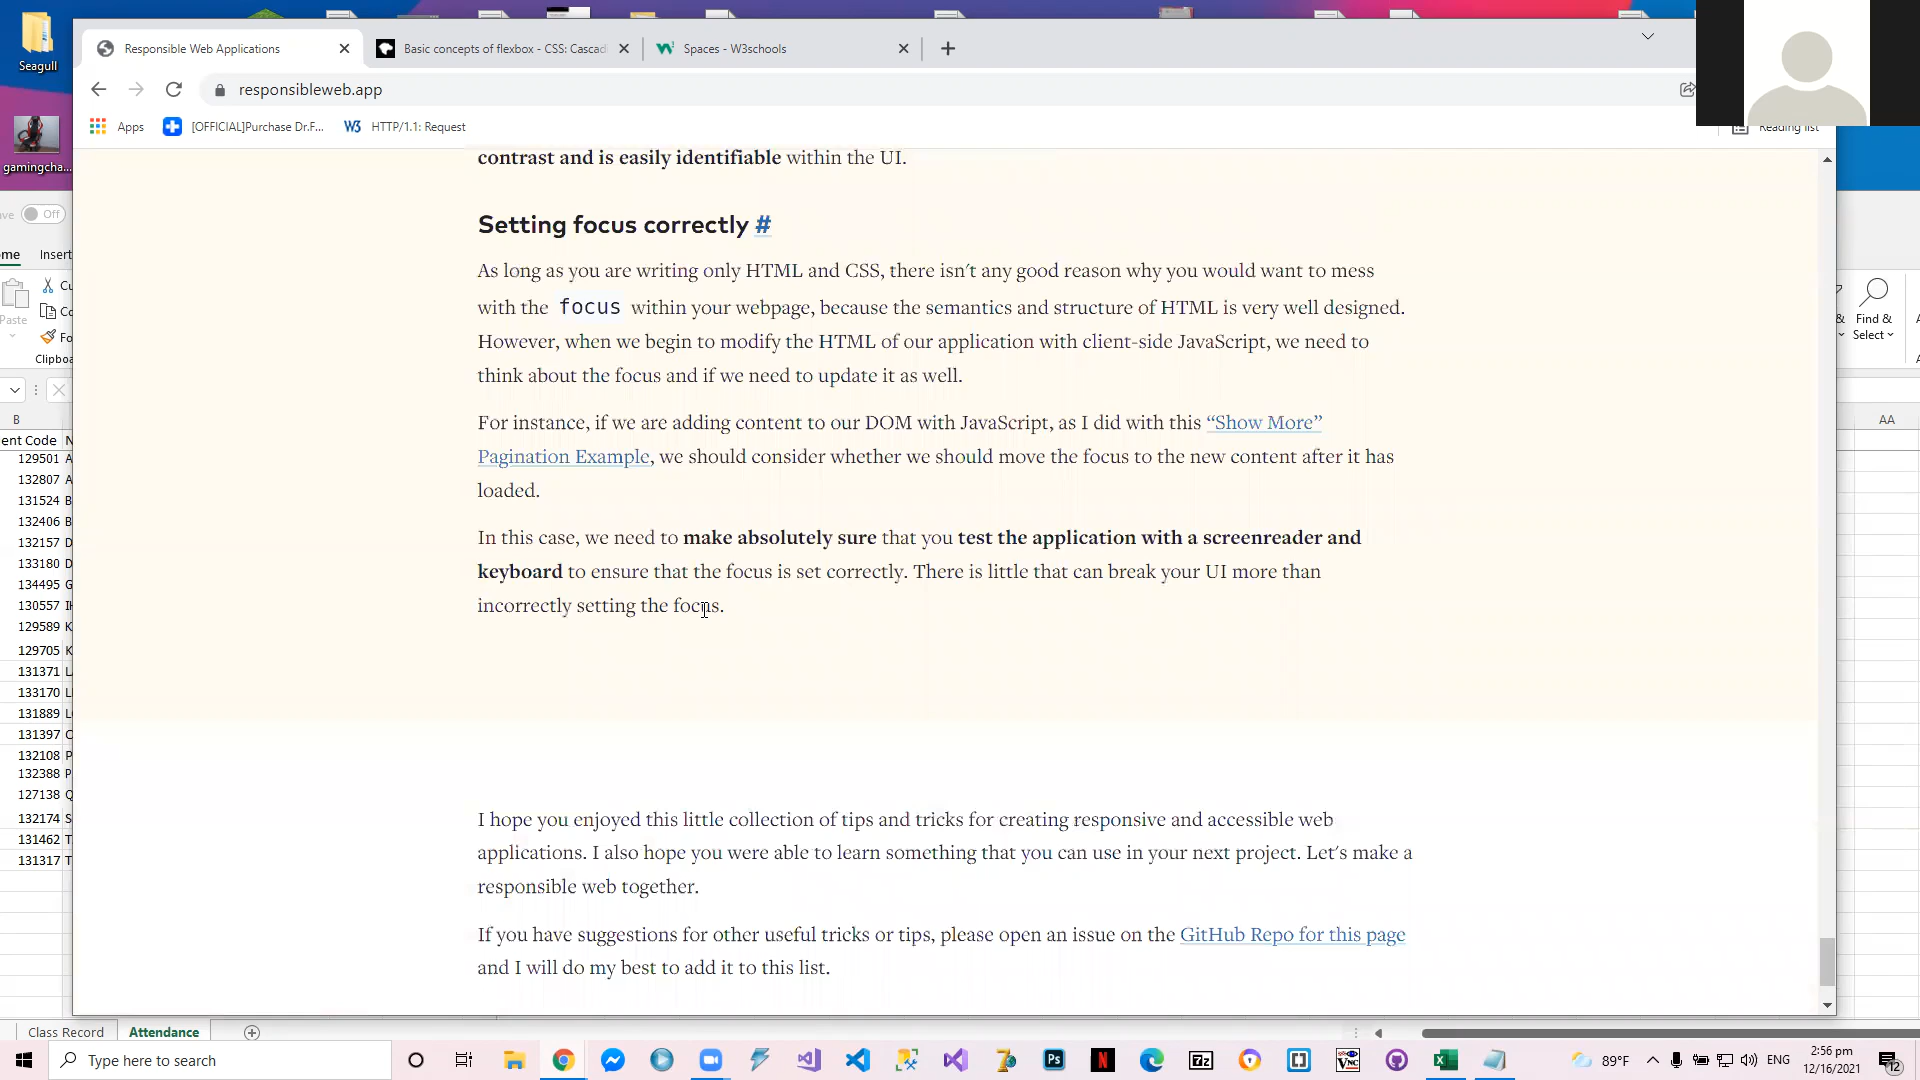 Seagull
gamingcha...
Responsible Web Applications
Basic concepts of flexbox - CSS: Cascadi
Spaces - W3schools
responsibleweb.app
Apps
[OFFICIAL]Purchase Dr.F...
HTTP/1.1: Request
Reading list
contrast and is easily identifiable within the UI.
Setting focus correctly #
As long as you are writing only HTML and CSS, there isn't any good reason why you would want to mess
with the focus within your webpage, because the semantics and structure of HTML is very well designed.
However, when we begin to modify the HTML of our application with client-side JavaScript, we need to
think about the focus and if we need to update it as well.
For instance, if we are adding content to our DOM with JavaScript, as I did with this “Show More”
Pagination Example, we should consider whether we should move the focus to the new content after it has
loaded.
In this case, we need to make absolutely sure that you test the application with a screenreader and
keyboard to ensure that the focus is set correctly. There is little that can break your UI more than
incorrectly setting the focus.
I hope you enjoyed this little collection of tips and tricks for creating responsive and accessible web
applications. I also hope you were able to learn something that you can use in your next project. Let's make a
responsible web together.
If you have suggestions for other useful tricks or tips, please open an issue on the GitHub Repo for this page
and I will do my best to add it to this list.
ve Off
me Insert
Cu
Co
Paste
Fo
Clipboa
Find &
Select
B
AA
ent Code N
129501 A
132807 A
131524 B
132406 B
132157 D
133180 D
134495 G
130557 IH
129589 K
129705 K
131371 L
133170 L
131889 L
131397 C
132108 P
132388 P
127138 Q
132174 S
131462 T
131317 T
Class Record
Attendance
Type here to search
89°F
ENG
2:56 pm
12/16/2021
12